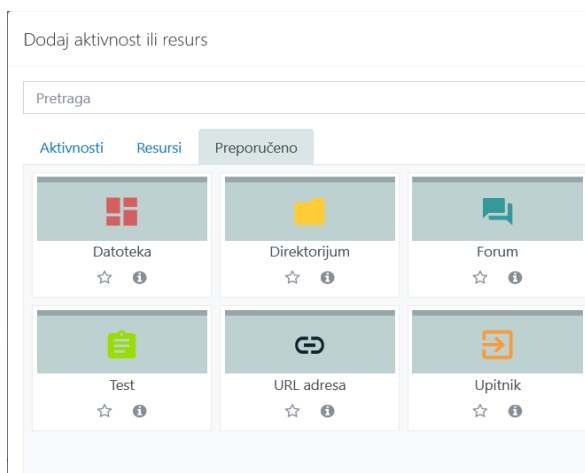 Dodaj aktivnost ili resurs
Pretraga
Aktivnosti Resursi Preporučeno
Datoteka Direktorijum Forum
Test URL adresa Upitnik